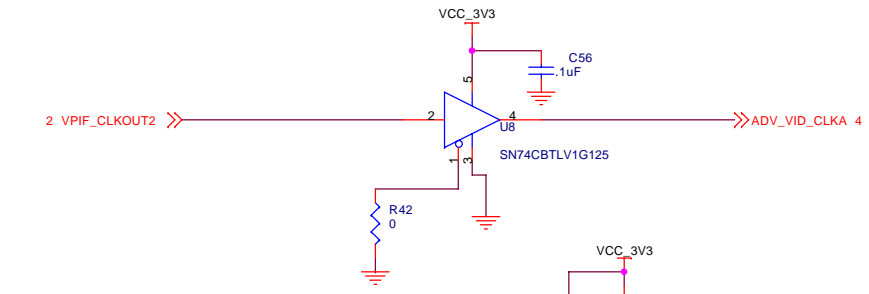 VCC_3V3
C56
.1uF
5
2 VPIF_CLKOUT2
2
4
U8
ADV_VID_CLKA 4
1
3
SN74CBTLV1G125
R42
0
VCC_3V3